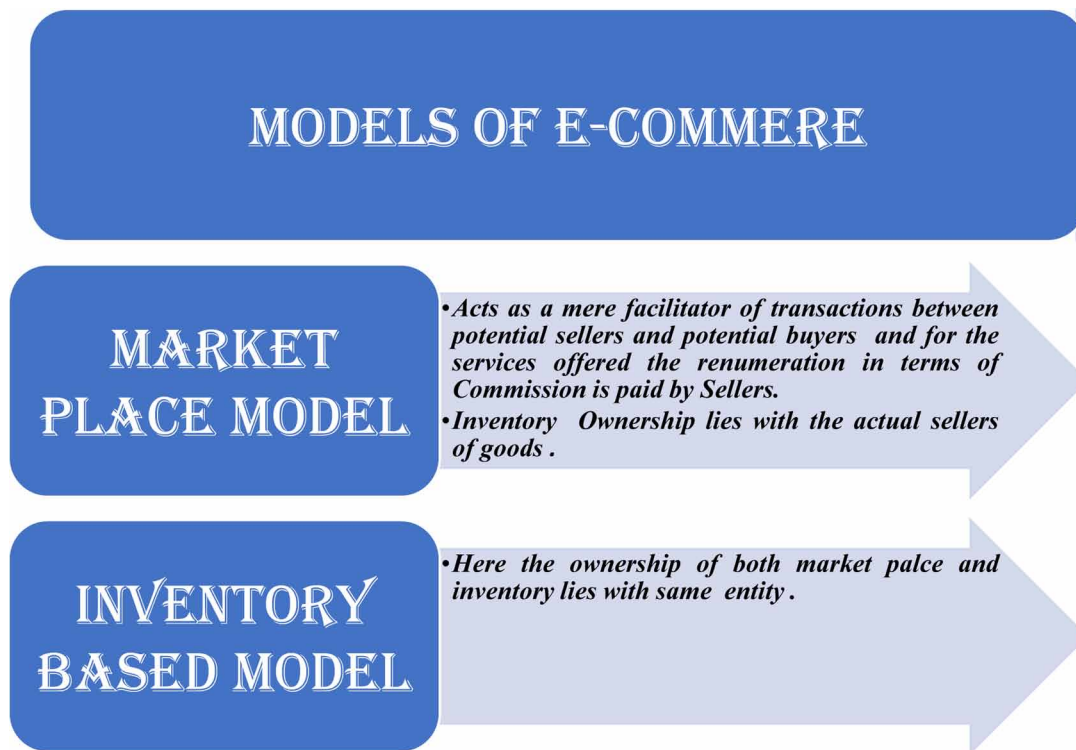 MODELS OF E-COMMERE
MARKET
PLACE MODEL
•Acts as a mere facilitator of transactions between
potential sellers and potential buyers and for the
services offered the renumeration in terms of
Commission is paid by Sellers.
•Inventory Ownership lies with the actual sellers
of goods .
INVENTORY
BASED MODEL
•Here the ownership of both market palce and
inventory lies with same entity .